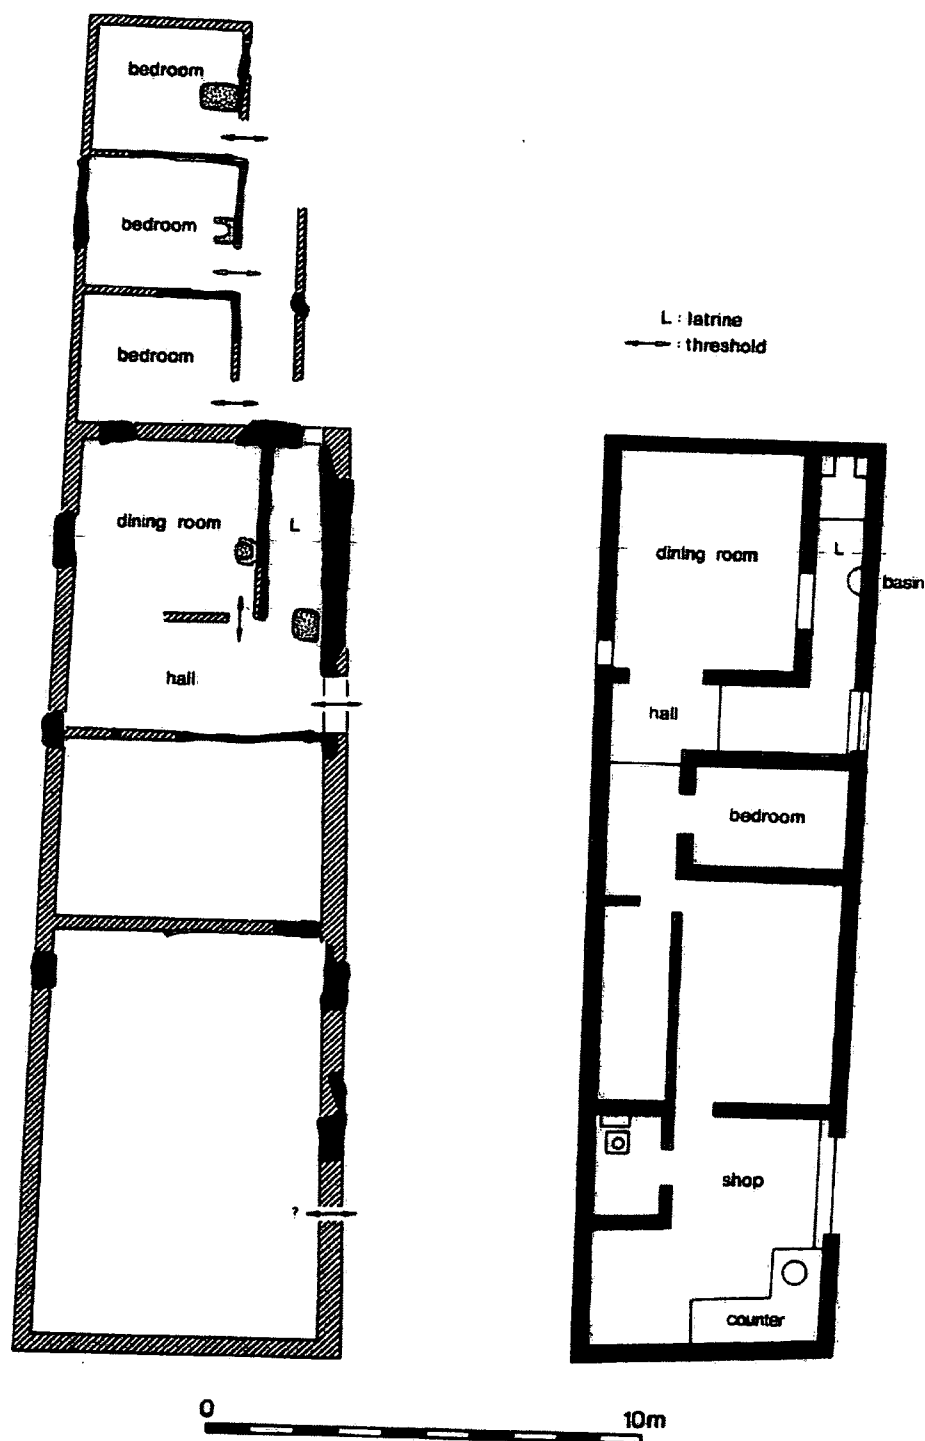 bedroom
bedroom
bedroom
L : latrine
: threshold
dining room
L
hall
dining room
L
basin
hall
bedroom
shop
?
counter
0
10m